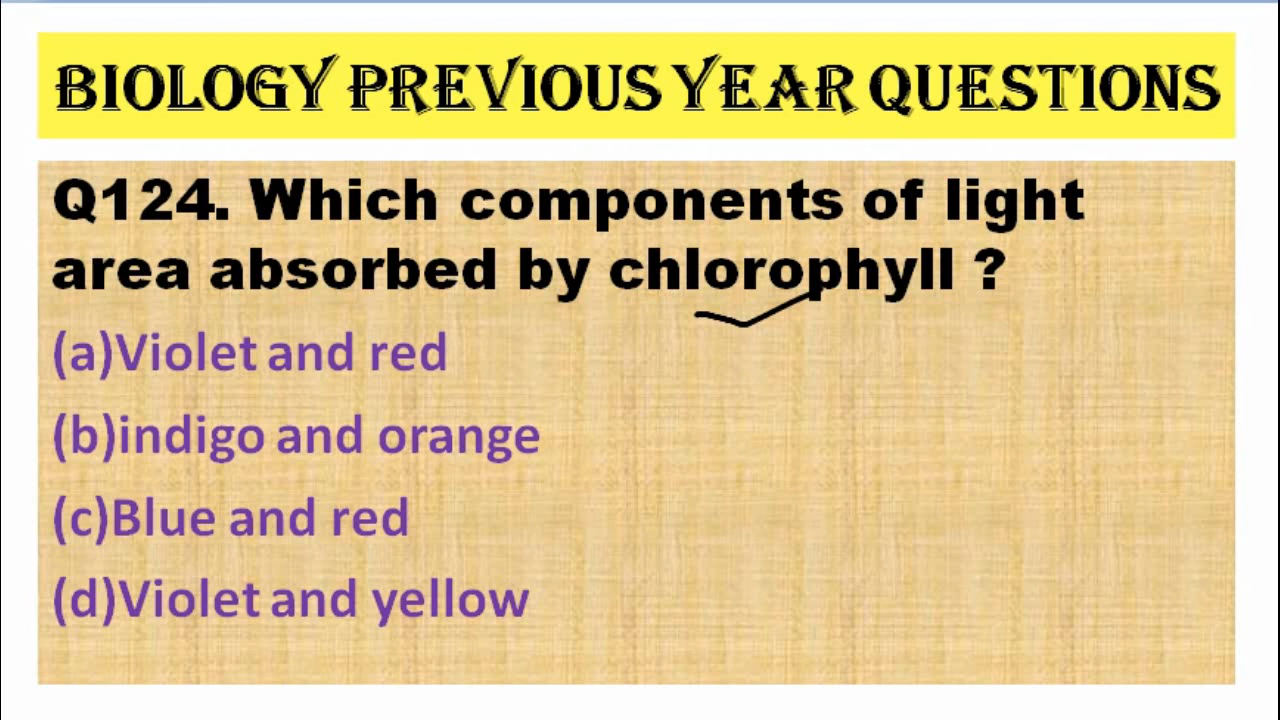 BIOLOGY PREVIOUS YEAR QUESTIONS
Q124. Which components of light
area absorbed by chlorophyll ?
(a)Violet and red
(b)indigo and orange
(c)Blue and red
(d)Violet and yellow